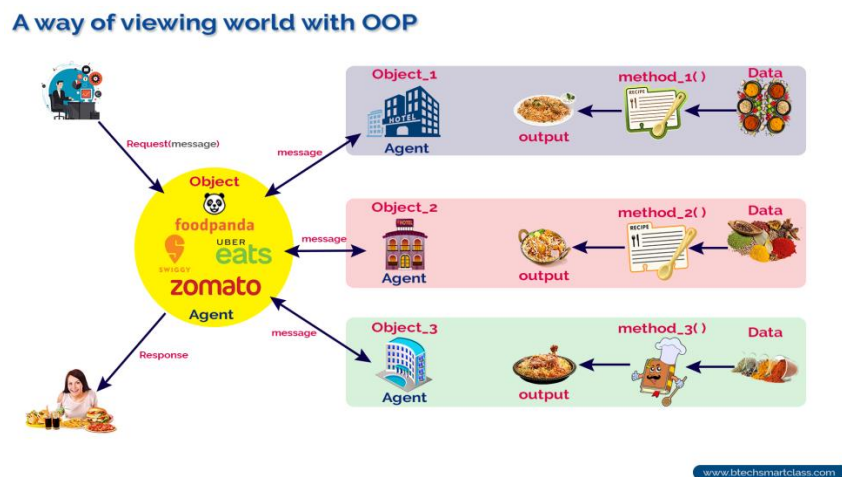 A way of viewing world with OOP
Request(message)
Object
foodpanda
SWIGGY
UBER
eats
zomato
Agent
Response
message
message
message
Object_1
HOTEL
Agent
output
method_1( )
RECIPE
Data
Object_2
HOTEL
Agent
output
method_2( )
RECIPE
Data
Object_3
Agent
output
method_3( )
Data
www.btechsmartclass.com